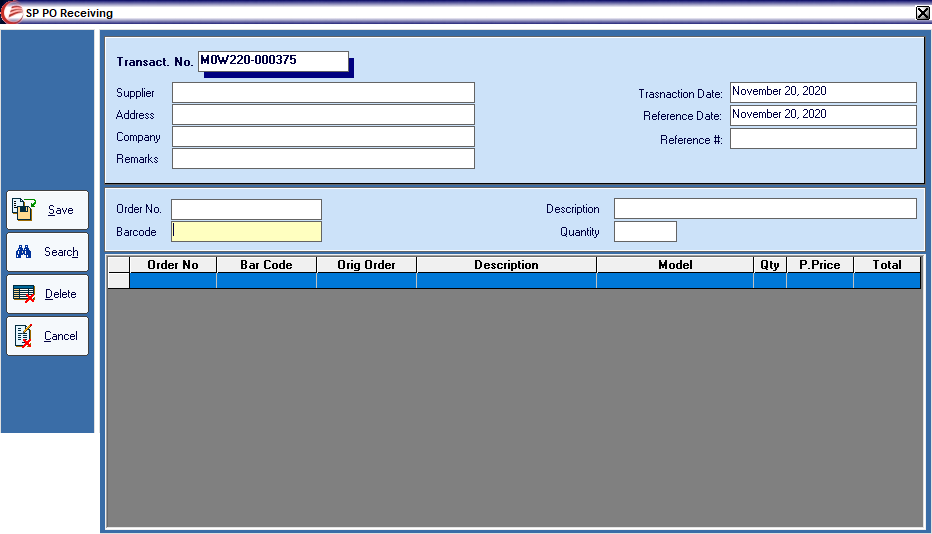 SP PO Receiving
Transact. No. M0W220-000375
Supplier
Address
Company
Remarks
Trasnaction Date: November 20, 2020
Reference Date: November 20, 2020
Reference #:
Save
Search
Delete
Cancel
Order No.
Barcode
Description
Quantity
Order No Bar Code Orig Order Description Model Qty P.Price Total